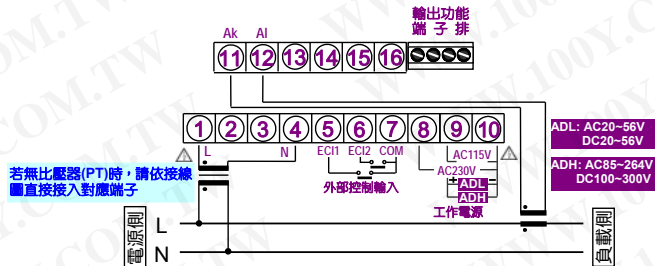 輸出功能
端子排
Ak Al
11 12 13 14 15 16
1 2 3 4 5 6 7 8 9 10
L N ECI1 ECI2 COM AC115V
AC230V
ADL
ADH
外部控制輸入
工作電源
ADL: AC20~56V
DC20~56V
ADH: AC85~264V
DC100~300V
若無比壓器(PT)時，請依接線
圖直接接入對應端子
電源側
L
N
負載側
WWW.100Y.COM.TW